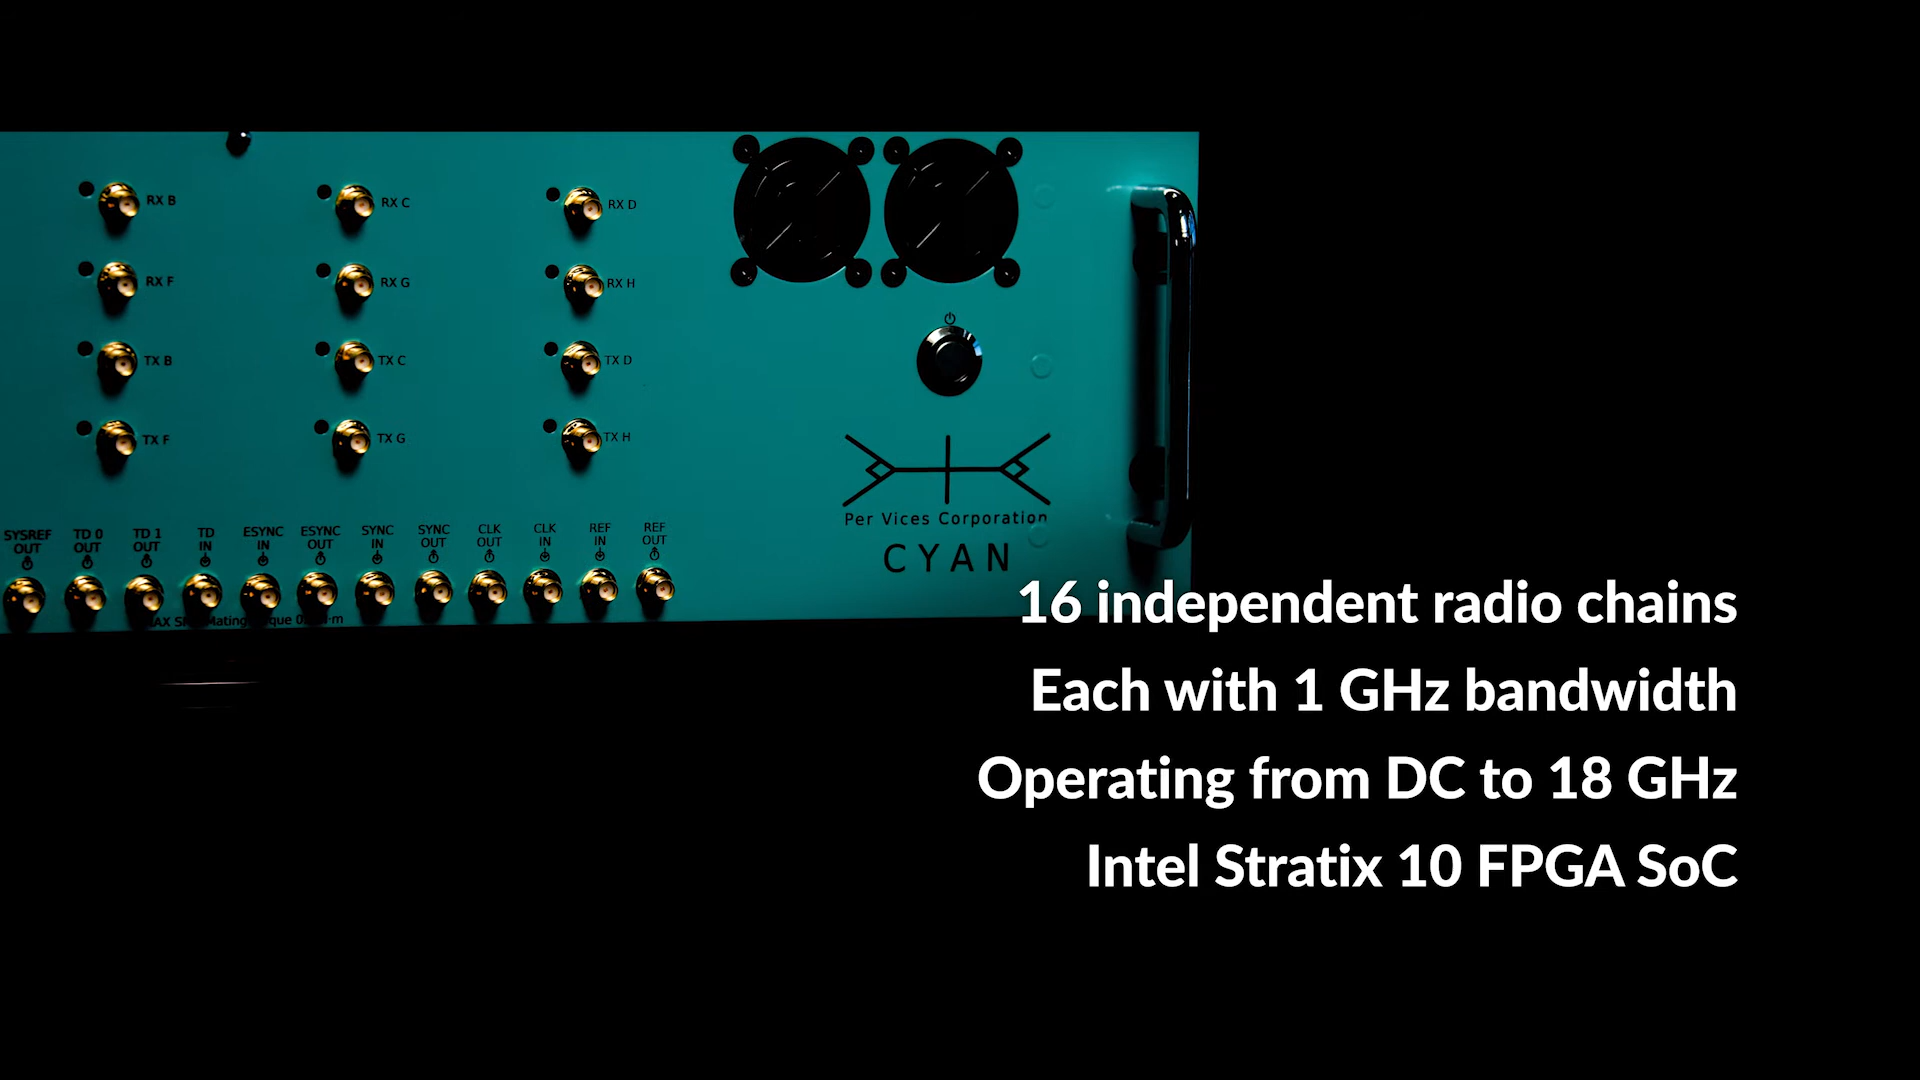 RX B
RX C
RX D
RX F
RX G
RX H
TX B
TX C
TX D
TX F
TX G
TX H
SYSREF OUT
TD 0 OUT
TD 1 OUT
TD IN
ESYNC IN
ESYNC OUT
SYNC IN
SYNC OUT
CLK OUT
CLK IN
REF IN
REF OUT
Per Vices Corporation
CYAN
16 independent radio chains
Each with 1 GHz bandwidth
Operating from DC to 18 GHz
Intel Stratix 10 FPGA SoC